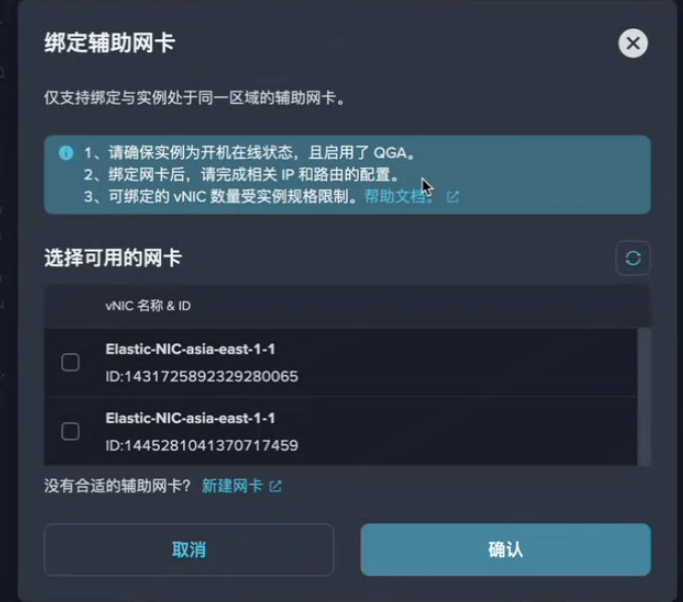 绑定辅助网卡
仅支持绑定与实例处于同一区域的辅助网卡。
1、请确保实例为开机在线状态，且启用了 QGA。
2、绑定网卡后，请完成相关 IP 和路由的配置。
3、可绑定的 vNIC 数量受实例规格限制。帮助文档。
选择可用的网卡
vNIC 名称 & ID
Elastic-NIC-asia-east-1-1
ID:1431725892329280065
Elastic-NIC-asia-east-1-1
ID:1445281041370717459
没有合适的辅助网卡？ 新建网卡
取消 确认